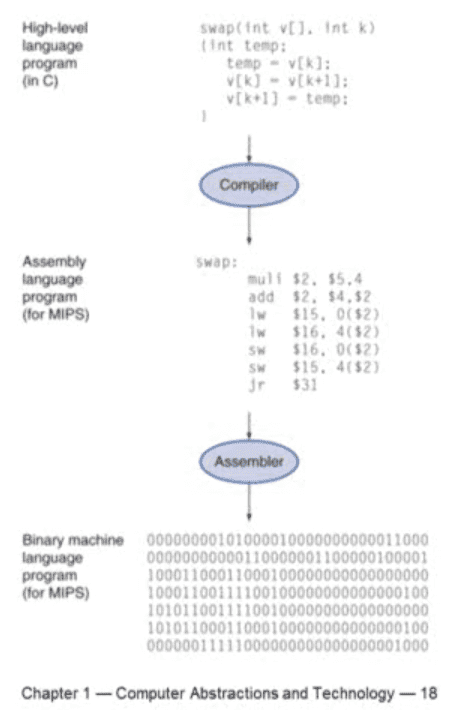 High-level swap(int v[], int k)
language {int temp;
program temp = v[k];
(in C) v[k] = v[k+1];
v[k+1] = temp;
}
Compiler
Assembly swap:
language muli $2, $5,4
program add $2, $4,$2
(for MIPS) lw $15, 0($2)
lw $16, 4($2)
sw $16, 0($2)
sw $15, 4($2)
jr $31
Assembler
Binary machine 00000000101000010000000000011000
language 00000000000110000001100000100001
program 10001100011000100000000000000000
(for MIPS) 10001100111100100000000000000100
10101100111100100000000000000000
10101100011000100000000000000100
00000011111000000000000000001000
Chapter 1 — Computer Abstractions and Technology — 18